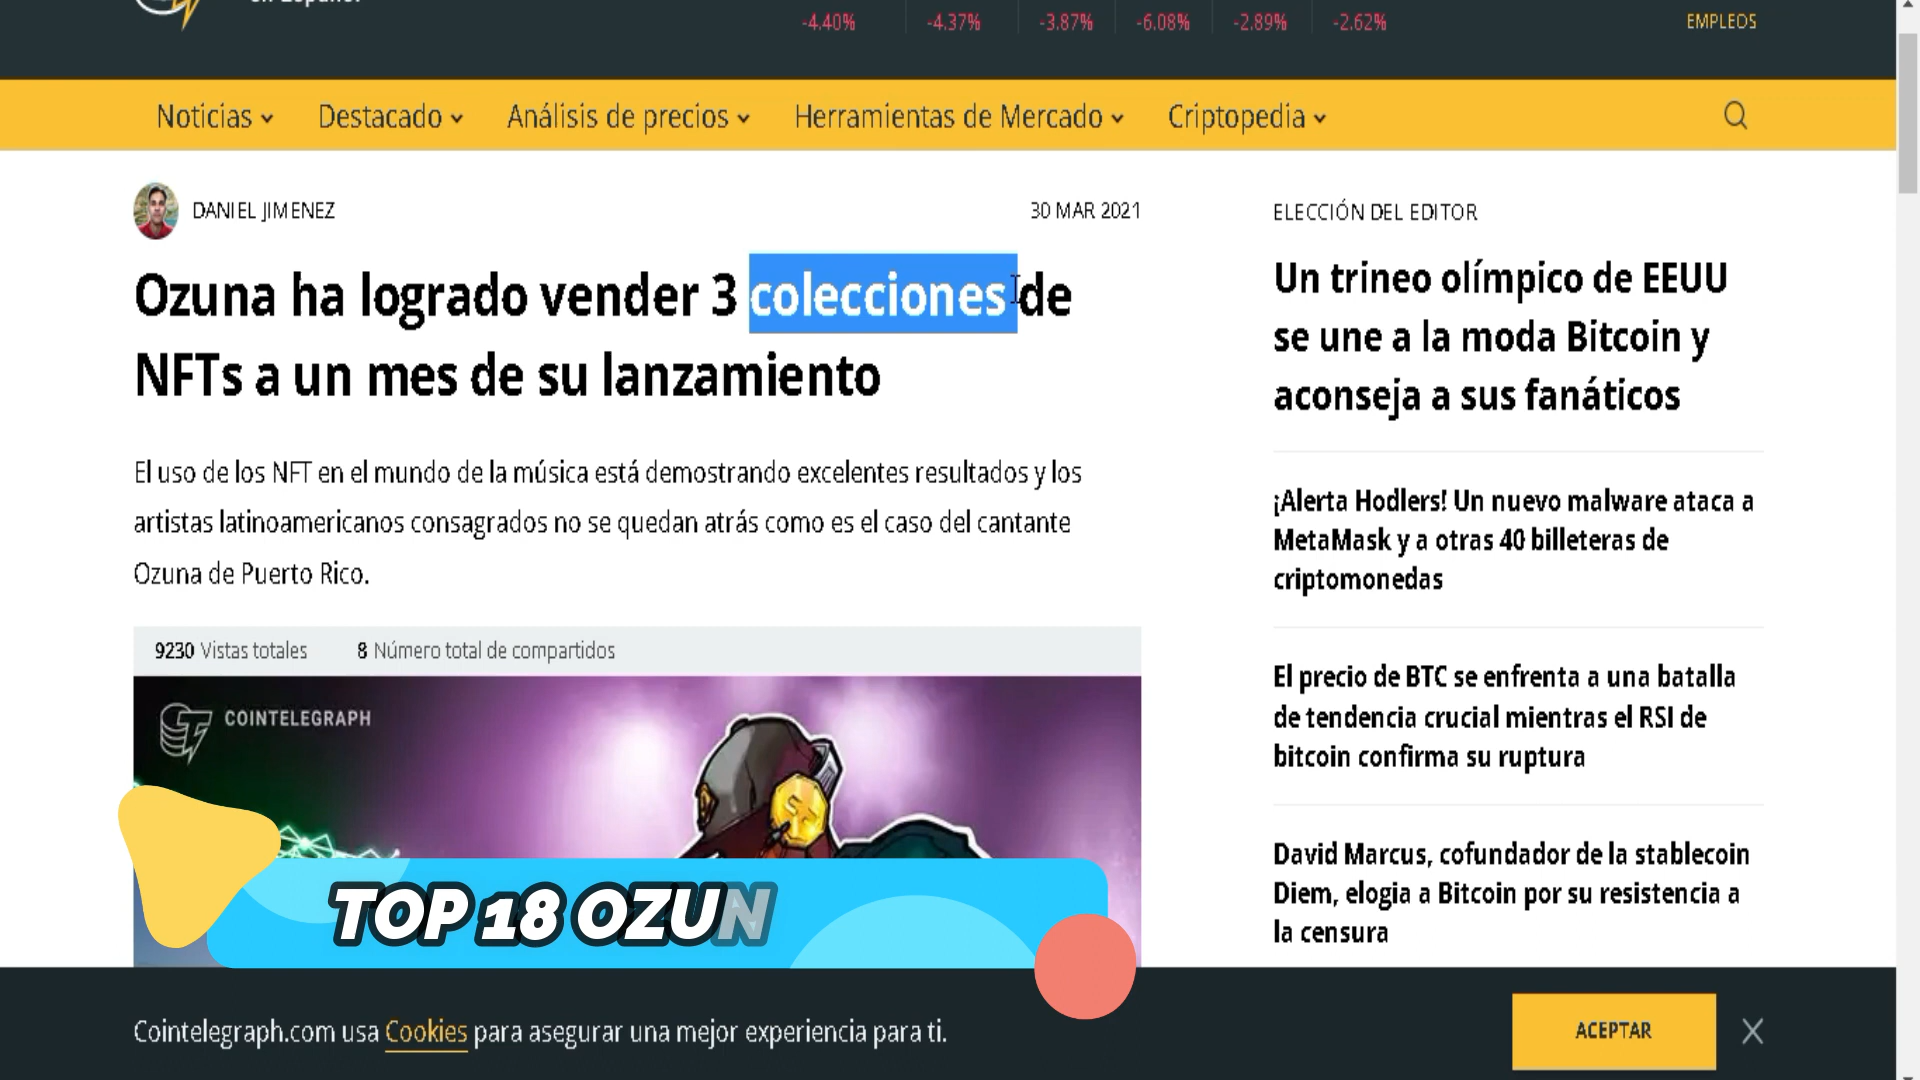 -4.40% -4.37% -3.87% -6.08% -2.89% -2.62%
EMPLEOS
Noticias Destacado Análisis de precios Herramientas de Mercado Criptopedia
DANIEL JIMENEZ
30 MAR 2021
Ozuna ha logrado vender 3 colecciones de
NFTs a un mes de su lanzamiento
El uso de los NFT en el mundo de la música está demostrando excelentes resultados y los
artistas latinoamericanos consagrados no se quedan atrás como es el caso del cantante
Ozuna de Puerto Rico.
9230 Vistas totales 8 Número total de compartidos
COINTELEGRAPH
TOP 18 OZUN
ELECCIÓN DEL EDITOR
Un trineo olímpico de EEUU
se une a la moda Bitcoin y
aconseja a sus fanáticos
¡Alerta Hodlers! Un nuevo malware ataca a
MetaMask y a otras 40 billeteras de
criptomonedas
El precio de BTC se enfrenta a una batalla
de tendencia crucial mientras el RSI de
bitcoin confirma su ruptura
David Marcus, cofundador de la stablecoin
Diem, elogia a Bitcoin por su resistencia a
la censura
Cointelegraph.com usa Cookies para asegurar una mejor experiencia para ti.
ACEPTAR